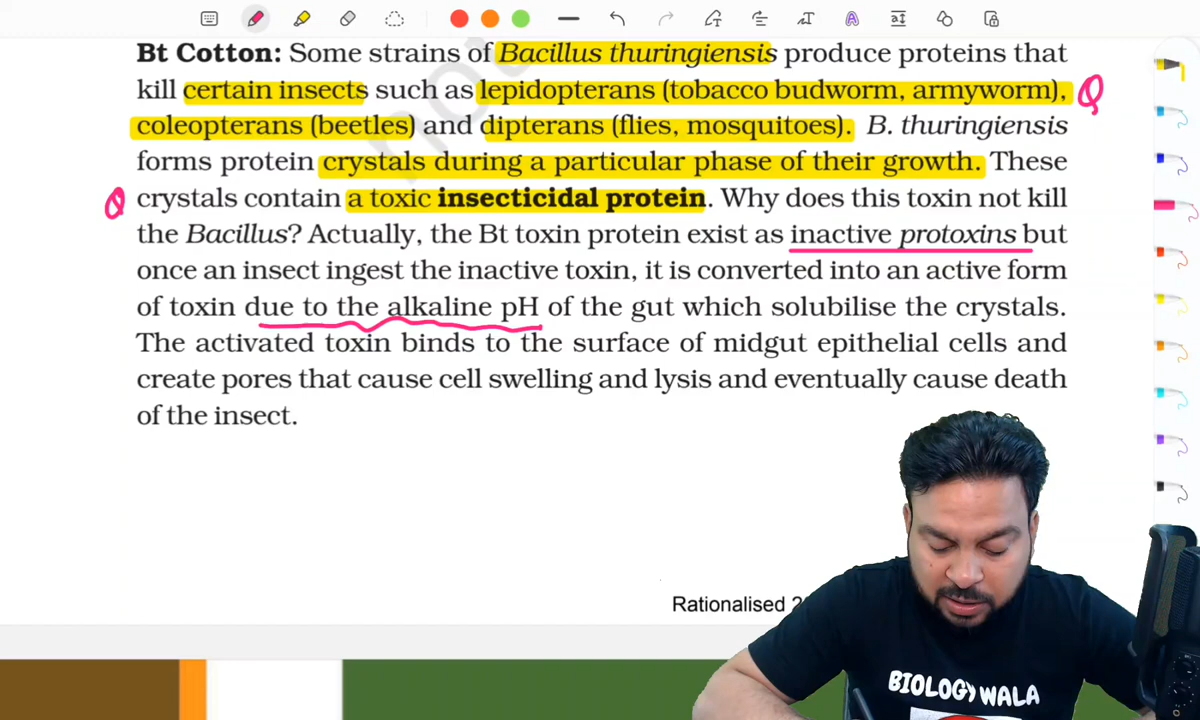 Bt Cotton: Some strains of Bacillus thuringiensis produce proteins that
kill certain insects such as lepidopterans (tobacco budworm, armyworm),
coleopterans (beetles) and dipterans (flies, mosquitoes). B. thuringiensis
forms protein crystals during a particular phase of their growth. These
crystals contain a toxic insecticidal protein. Why does this toxin not kill
the Bacillus? Actually, the Bt toxin protein exist as inactive protoxins but
once an insect ingest the inactive toxin, it is converted into an active form
of toxin due to the alkaline pH of the gut which solubilise the crystals.
The activated toxin binds to the surface of midgut epithelial cells and
create pores that cause cell swelling and lysis and eventually cause death
of the insect.
Rationalised
BIOLOGY WALA